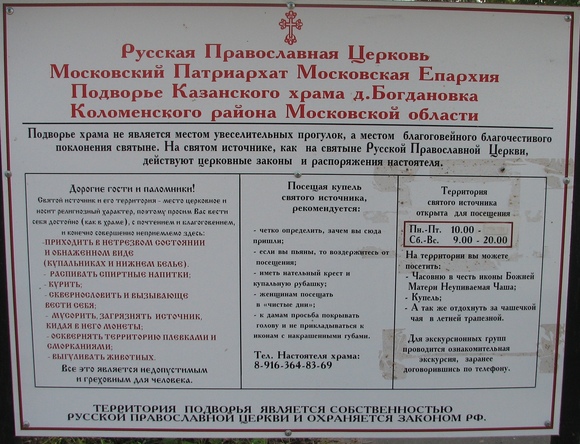 Русская Православная Церковь
Московский Патриархат Московская Епархия
Подворье Казанского храма д.Богдановка
Коломенского района Московской области
Подворье храма не является местом увеселительных прогулок, а местом благоговейного благочестивого
поклонения святыне. На святом источнике, как на святыне Русской Православной Церкви,
действуют церковные законы и распоряжения настоятеля.
Дорогие гости и паломники!
Святой источник и его территория - место церковное и
носит религиозный характер, поэтому просим Вас вести
себя достойно (как в храме), с почтением и благоговением,
и конечно совершенно неприемлемо здесь:
- приходить в нетрезвом состоянии
и обнаженном виде
(купальниках и нижнем белье).
- распивать спиртные напитки;
- курить;
- сквернословить и вызывающе
вести себя;
- мусорить, загрязнять источник,
кидая в него монеты;
- осквернять территорию плевками и
сморканиями;
- выгуливать животных.
Все это является недопустимым
и греховным для человека.
Посещая купель
святого источника,
рекомендуется:
- четко определить, зачем вы сюда
пришли;
- если вы пьяны, то воздержитесь от
посещения;
- иметь нательный крест и
купальную рубашку;
- женщинам посещать
в «чистые дни»;
- к дамам просьба покрывать
голову и не прикладываться к
иконам с накрашенными губами.
Тел. Настоятеля храма:
8-916-364-83-69
Территория
святого источника
открыта для посещения
Пн.-Пт. 10.00 -
Сб.-Вс. 9.00 - 20.00
На территории вы можете
посетить:
- Часовню в честь иконы Божией
Матери Неупиваемая Чаша;
- Купель;
- А так же отдохнуть за чашечкой
чая в летней трапезной.
Для экскурсионных групп
проводится ознакомительная
экскурсия, заранее
договорившись по телефону.
ТЕРРИТОРИЯ ПОДВОРЬЯ ЯВЛЯЕТСЯ СОБСТВЕННОСТЬЮ
РУССКОЙ ПРАВОСЛАВНОЙ ЦЕРКВИ И ОХРАНЯЕТСЯ ЗАКОНОМ РФ.